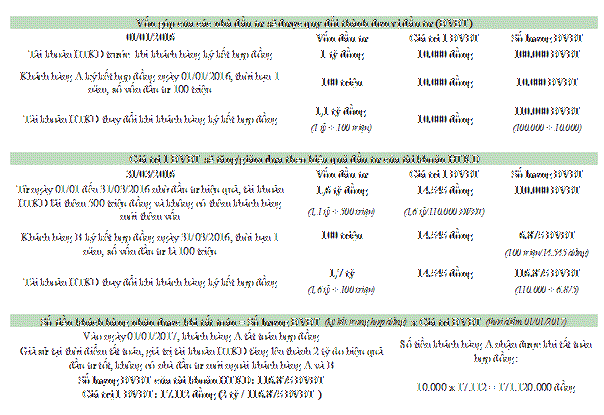 Vốn góp của các nhà đầu tư sẽ được quy đổi thành đơn vị đầu tư (ĐVĐT)
01/01/2016 Vốn đầu tư Giá trị 1 ĐVĐT Số lượng ĐVĐT
Tài khoản trước khi khách hàng ký kết hợp đồng 1 tỷ đồng 10.000 đồng 100.000 ĐVĐT
Khách hàng A ký kết hợp đồng ngày 01/01/2016, thời hạn 1
năm, số vốn đầu tư 100 triệu 100 triệu 10.000 đồng 10.000 ĐVĐT
Tài khoản thay đổi khi khách hàng ký kết hợp đồng 1,1 tỷ đồng 10.000 đồng 110.000 ĐVĐT
(1 tỷ + 100 triệu) (100.000 + 10.000)
Giá trị 1 ĐVĐT sẽ tăng/giảm dựa theo hiệu quả đầu tư của tài khoản
31/03/2016 Vốn đầu tư Giá trị 1 ĐVĐT Số lượng ĐVĐT
Từ ngày 01/01 đến 31/03/2016 nhờ đầu tư hiệu quả, tài khoản 1,6 tỷ đồng 14.545 đồng 110.000 ĐVĐT
lãi thêm 500 triệu đồng và không có thêm khách hàng (1,1 tỷ + 500 triệu) (1,6 tỷ/110.000 ĐVĐT)
mới thêm vốn
Khách hàng B ký kết hợp đồng ngày 31/03/2016, thời hạn 1 100 triệu 14.545 đồng 6.875 ĐVĐT
năm, số vốn đầu tư là 100 triệu (100 triệu/14.545 đồng)
Tài khoản thay đổi khi khách hàng ký kết hợp đồng 1,7 tỷ 14.545 đồng 116.875 ĐVĐT
(1,6 tỷ + 100 triệu) (110.000 + 6.875)
Số tiền khách hàng nhận được khi tất toán = Số lượng ĐVĐT (ký kết trong hợp đồng) x Giá trị ĐVĐT (thời điểm 01/01/2017)
Vào ngày 01/01/2017, khách hàng A tất toán hợp đồng
Giả sử tại thời điểm tất toán, giá trị tài khoản tăng lên thành 2 tỷ do hiệu quả
đầu tư tốt, không có nhà đầu tư mới ngoài khách hàng A và B
Số lượng ĐVĐT của tài khoản : 116.875 ĐVĐT
Giá trị 1 ĐVĐT: 17.112 đồng (2 tỷ / 116.875 ĐVĐT )
Số tiền khách hàng A nhận được khi tất toán
hợp đồng:
10.000 x 17.112 = 171.120.000 đồng